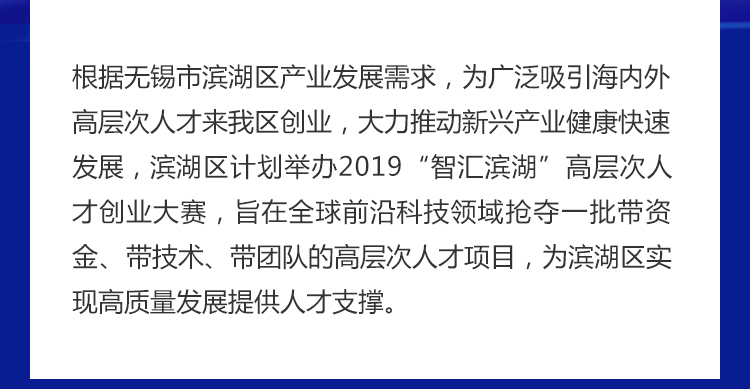 根据无锡市滨湖区产业发展需求，为广泛吸引海内外
高层次人才来我区创业，大力推动新兴产业健康快速
发展，滨湖区计划举办2019“智汇滨湖”高层次人
才创业大赛，旨在全球前沿科技领域抢夺一批带资
金、带技术、带团队的高层次人才项目，为滨湖区实
现高质量发展提供人才支撑。